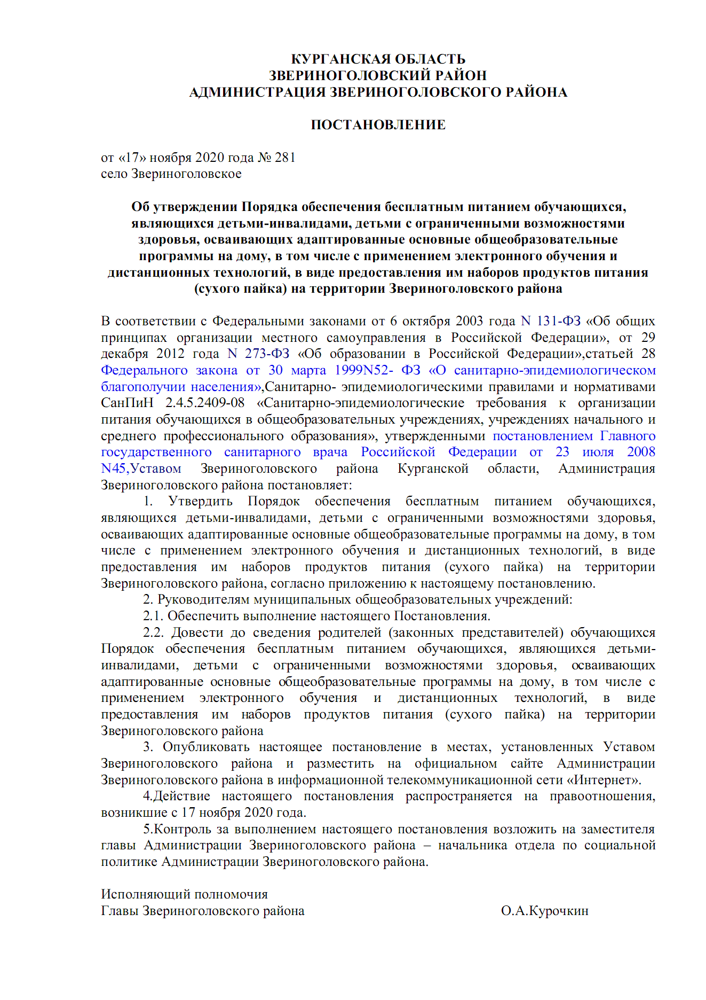 КУРГАНСКАЯ ОБЛАСТЬ
ЗВЕРИНОГОЛОВСКИЙ РАЙОН
АДМИНИСТРАЦИЯ ЗВЕРИНОГОЛОВСКОГО РАЙОНА
ПОСТАНОВЛЕНИЕ
от «17» ноября 2020 года № 281
село Звериноголовское
Об утверждении Порядка обеспечения бесплатным питанием обучающихся,
являющихся детьми-инвалидами, детьми с ограниченными возможностями
здоровья, осваивающих адаптированные основные общеобразовательные
программы на дому, в том числе с применением электронного обучения и
дистанционных технологий, в виде предоставления им наборов продуктов питания
(сухого пайка) на территории Звериноголовского района
В соответствии с Федеральными законами от 6 октября 2003 года N 131-ФЗ «Об общих
принципах организации местного самоуправления в Российской Федерации», от 29
декабря 2012 года N 273-ФЗ «Об образовании в Российской Федерации»,статьей 28
Федерального закона от 30 марта 1999N52- ФЗ «О санитарно-эпидемиологическом
благополучии населения»,Санитарно- эпидемиологическими правилами и нормативами
СанПиН 2.4.5.2409-08 «Санитарно-эпидемиологические требования к организации
питания обучающихся в общеобразовательных учреждениях, учреждениях начального и
среднего профессионального образования», утвержденными постановлением Главного
государственного санитарного врача Российской Федерации от 23 июля 2008
N45,Уставом Звериноголовского района Курганской области, Администрация
Звериноголовского района постановляет:
1. Утвердить Порядок обеспечения бесплатным питанием обучающихся,
являющихся детьми-инвалидами, детьми с ограниченными возможностями здоровья,
осваивающих адаптированные основные общеобразовательные программы на дому, в том
числе с применением электронного обучения и дистанционных технологий, в виде
предоставления им наборов продуктов питания (сухого пайка) на территории
Звериноголовского района, согласно приложению к настоящему постановлению.
2. Руководителям муниципальных общеобразовательных учреждений:
2.1. Обеспечить выполнение настоящего Постановления.
2.2. Довести до сведения родителей (законных представителей) обучающихся
Порядок обеспечения бесплатным питанием обучающихся, являющихся детьми-
инвалидами, детьми с ограниченными возможностями здоровья, осваивающих
адаптированные основные общеобразовательные программы на дому, в том числе с
применением электронного обучения и дистанционных технологий, в виде
предоставления им наборов продуктов питания (сухого пайка) на территории
Звериноголовского района
3. Опубликовать настоящее постановление в местах, установленных Уставом
Звериноголовского района и разместить на официальном сайте Администрации
Звериноголовского района в информационной телекоммуникационной сети «Интернет».
4.Действие настоящего постановления распространяется на правоотношения,
возникшие с 17 ноября 2020 года.
5.Контроль за выполнением настоящего постановления возложить на заместителя
главы Администрации Звериноголовского района – начальника отдела по социальной
политике Администрации Звериноголовского района.
Исполняющий полномочия
Главы Звериноголовского района О.А.Курочкин